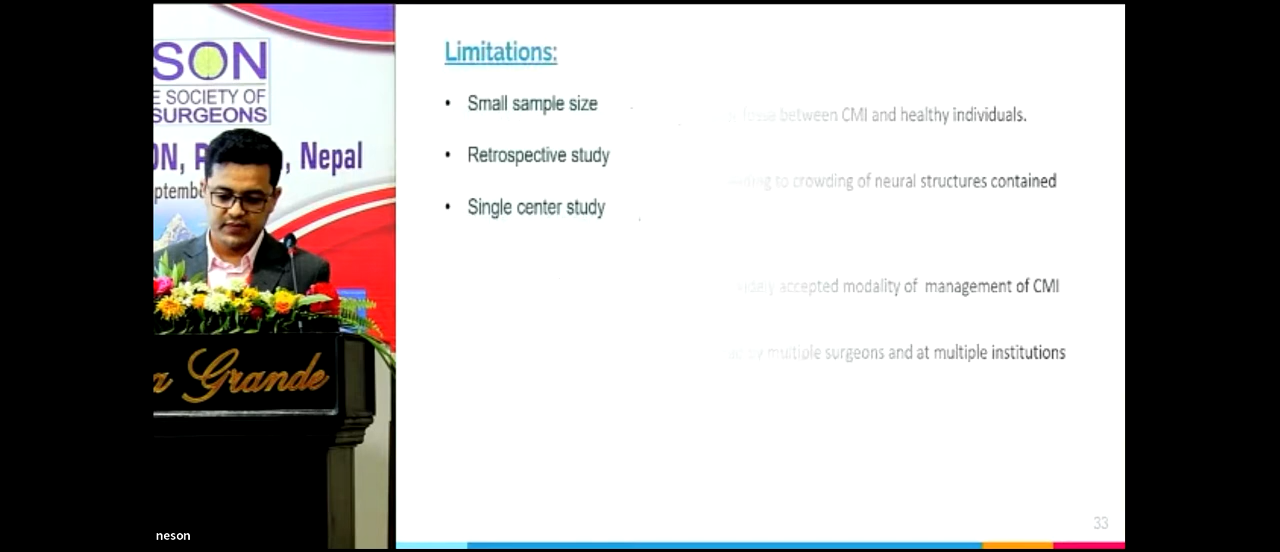 SON
E SOCIETY OF
SURGEONS
ON, P , Nepal
ptemb
a Grande
neson
Limitations:
• Small sample size
between CMI and healthy individuals.
• Retrospective study
to crowding of neural structures contained
• Single center study
accepted modality of management of CMI
by multiple surgeons and at multiple institutions
33